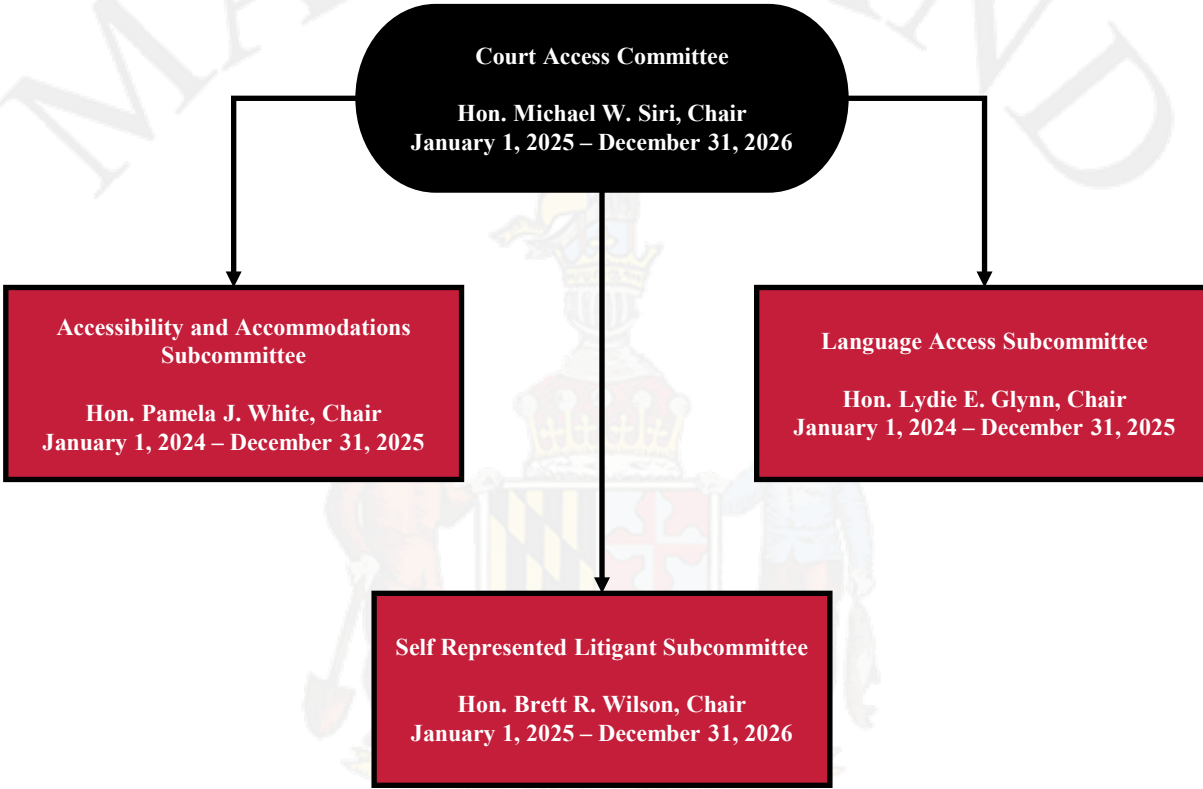 Court Access Committee
Hon. Michael W. Siri, Chair
January 1, 2025 – December 31, 2026
Accessibility and Accommodations
Subcommittee
Hon. Pamela J. White, Chair
January 1, 2024 – December 31, 2025
Language Access Subcommittee
Hon. Lydie E. Glynn, Chair
January 1, 2024 – December 31, 2025
Self Represented Litigant Subcommittee
Hon. Brett R. Wilson, Chair
January 1, 2025 – December 31, 2026